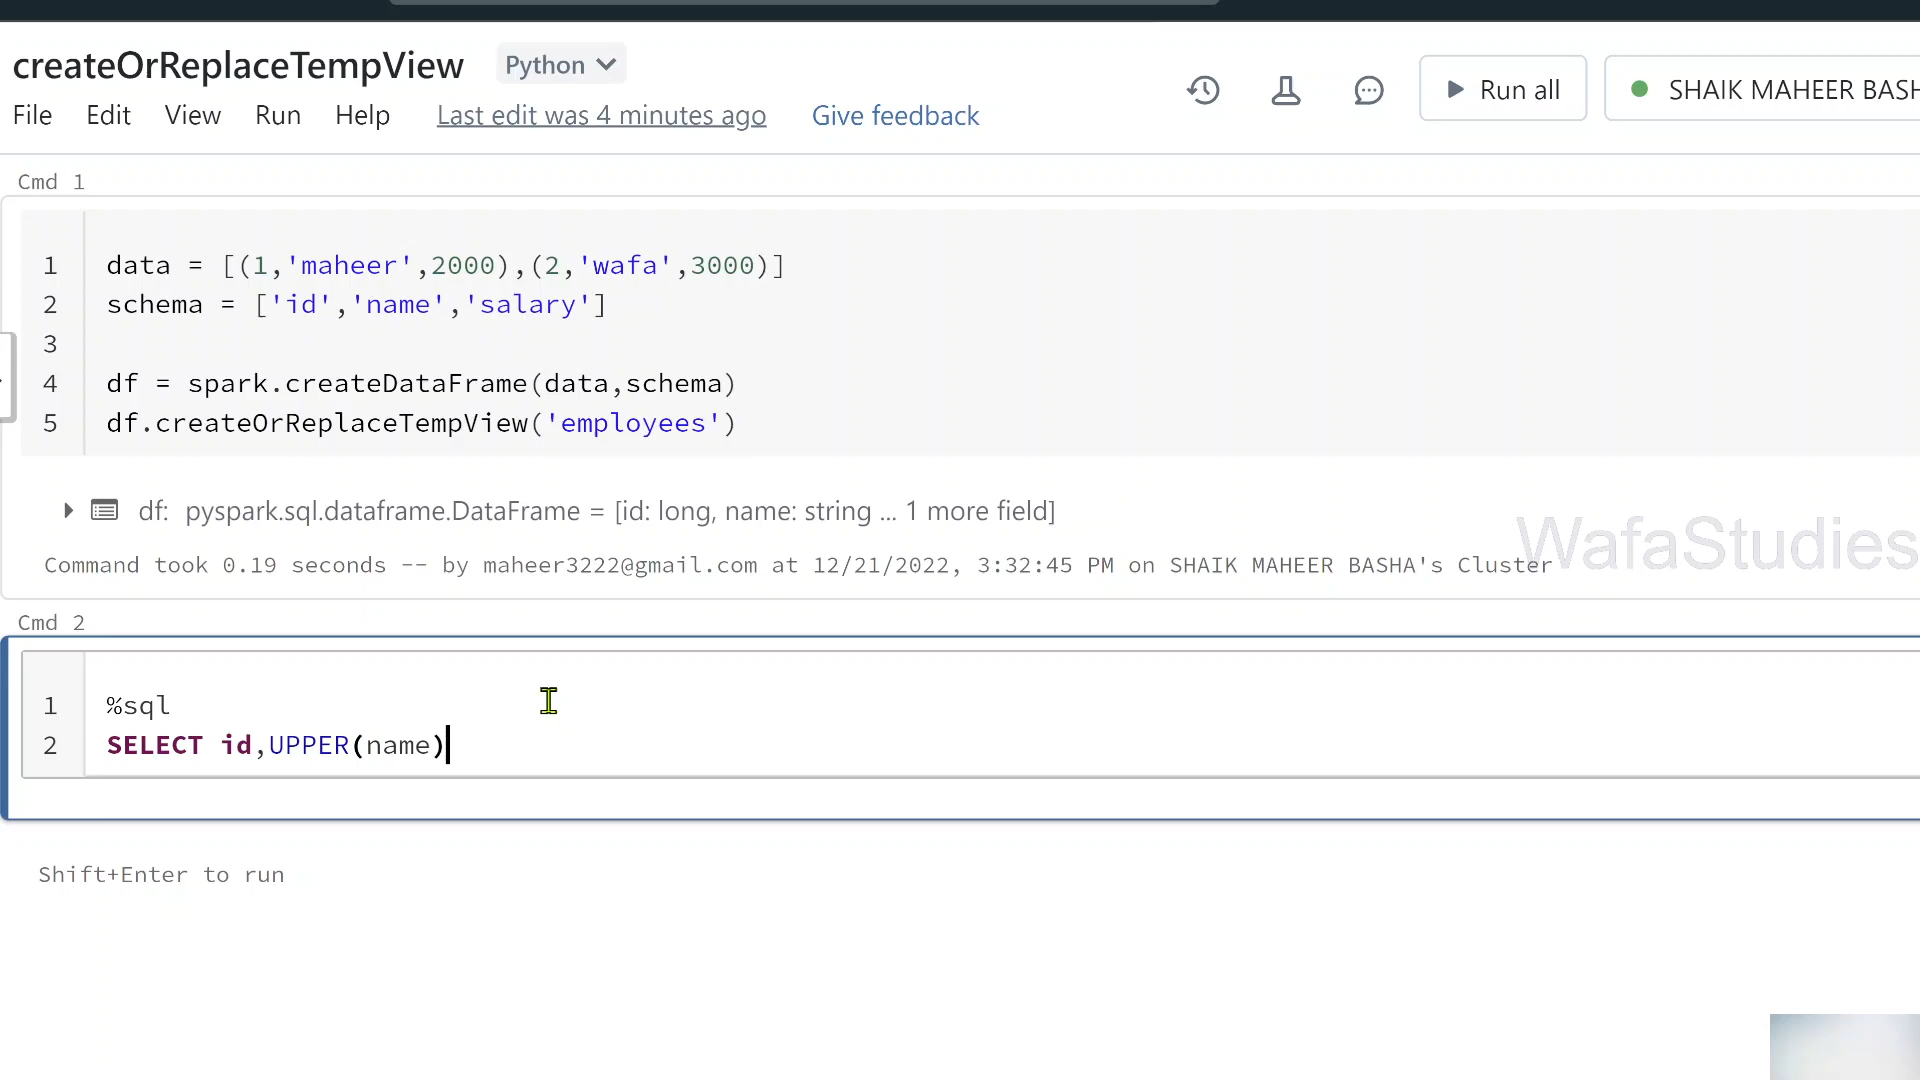 createOrReplaceTempView Python
File Edit View Run Help Last edit was 4 minutes ago Give feedback
Run all
SHAIK MAHEER BASH
Cmd 1
1 data = [(1,'maheer',2000),(2,'wafa',3000)]
2 schema = ['id','name','salary']
3
4 df = spark.createDataFrame(data,schema)
5 df.createOrReplaceTempView('employees')
df: pyspark.sql.dataframe.DataFrame = [id: long, name: string ... 1 more field]
WafaStudies
Command took 0.19 seconds -- by maheer3222@gmail.com at 12/21/2022, 3:32:45 PM on SHAIK MAHEER BASHA's Cluster
Cmd 2
1 %sql
2 SELECT id,UPPER(name)
Shift+Enter to run